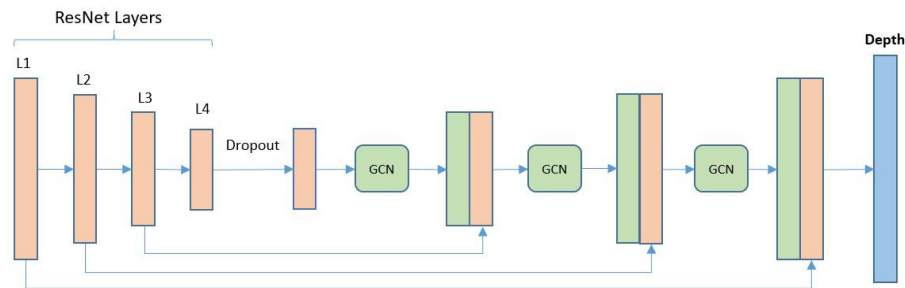 ResNet Layers
Depth
L1
L2
L3
L4
Dropout
GCN
GCN
GCN